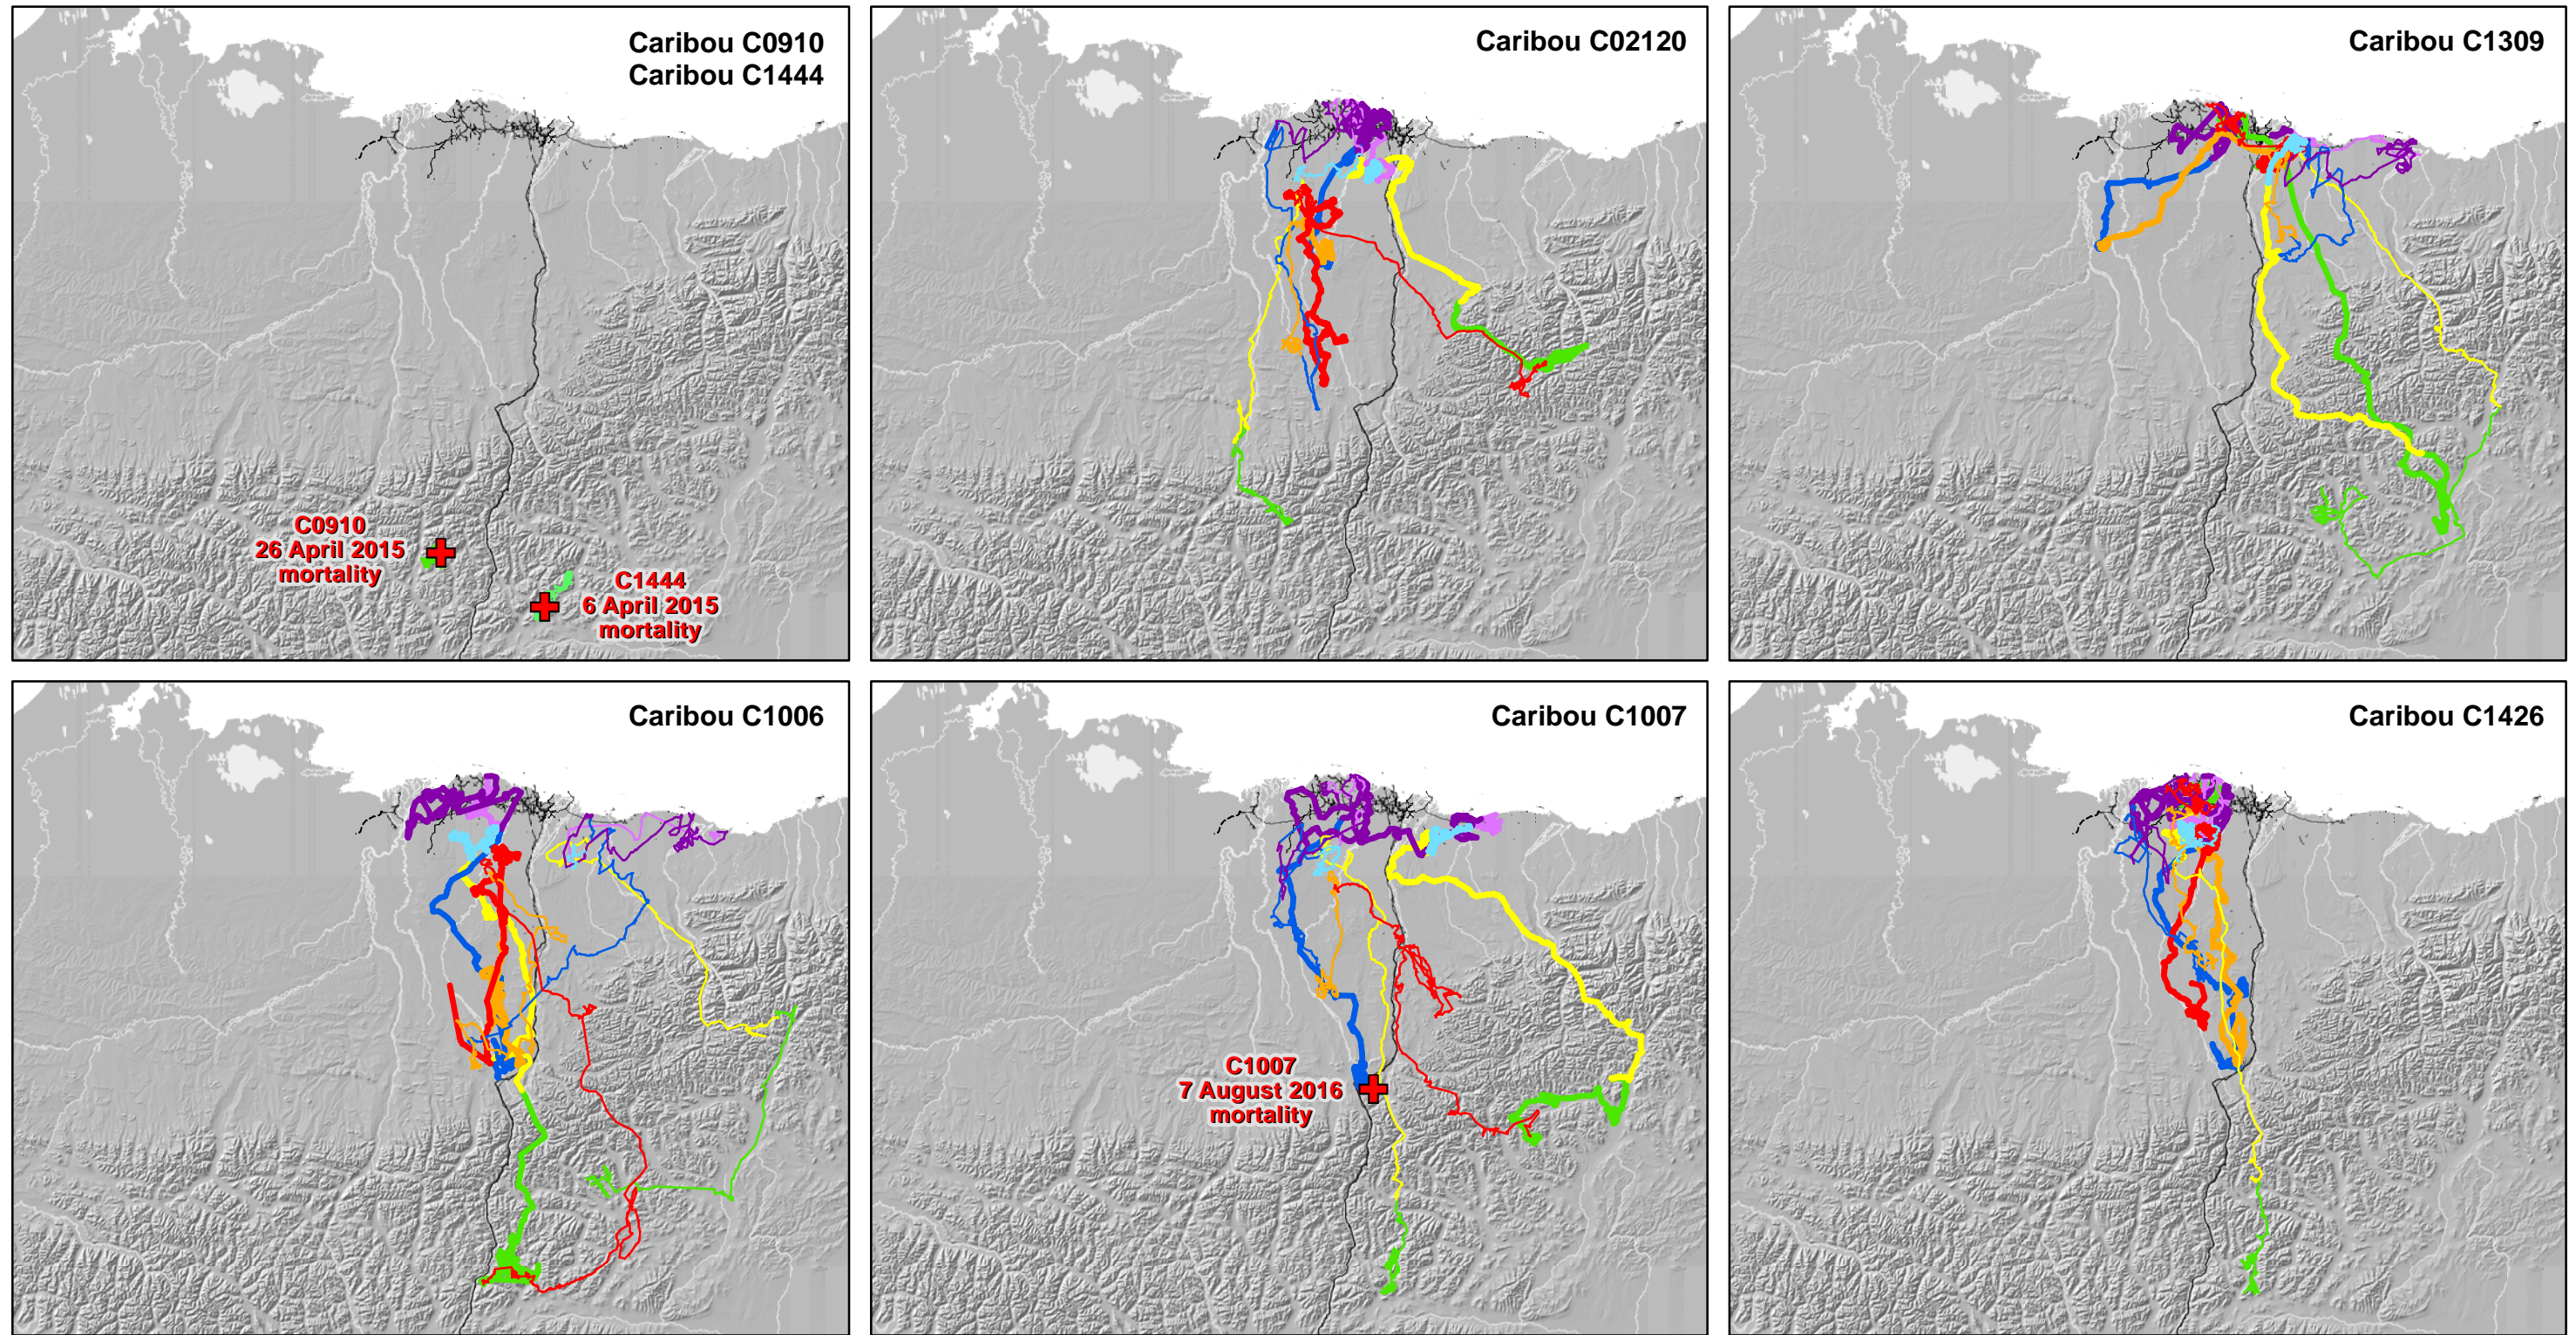 Caribou C0910
Caribou C1444
C0910
26 April 2015
mortality
C1444
6 April 2015
mortality
Caribou C02120
Caribou C1309
Caribou C1006
Caribou C1007
C1007
7 August 2016
mortality
Caribou C1426